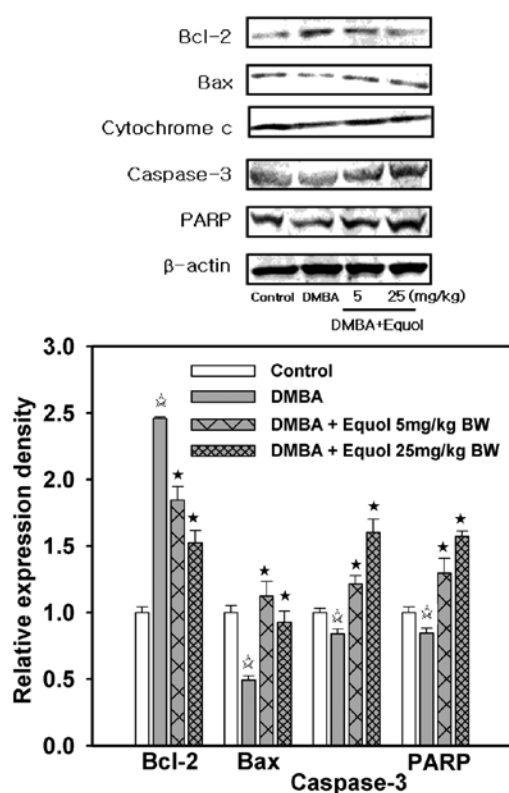 Bcl-2
Bax
Cytochrome c
Caspase-3
PARP
β-actin
Control DMBA 5 25 (mg/kg)
DMBA+Equol
3.0
2.5
2.0
1.5
1.0
0.5
0.0
Relative expression density
Control
DMBA
DMBA + Equol 5mg/kg BW
DMBA + Equol 25mg/kg BW
Bcl-2 Bax PARP
Caspase-3